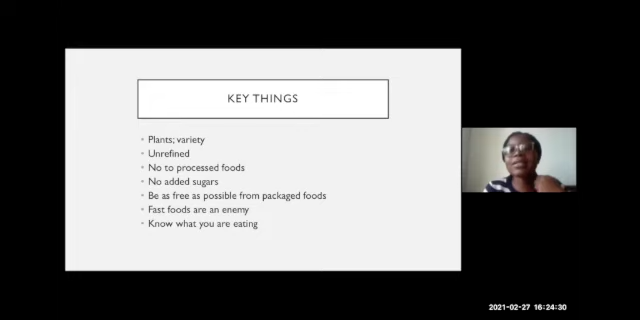 KEY THINGS
Plants; variety
Unrefined
No to processed foods
No added sugars
Be as free as possible from packaged foods
Fast foods are an enemy
Know what you are eating
2021-02-27 16:24:30